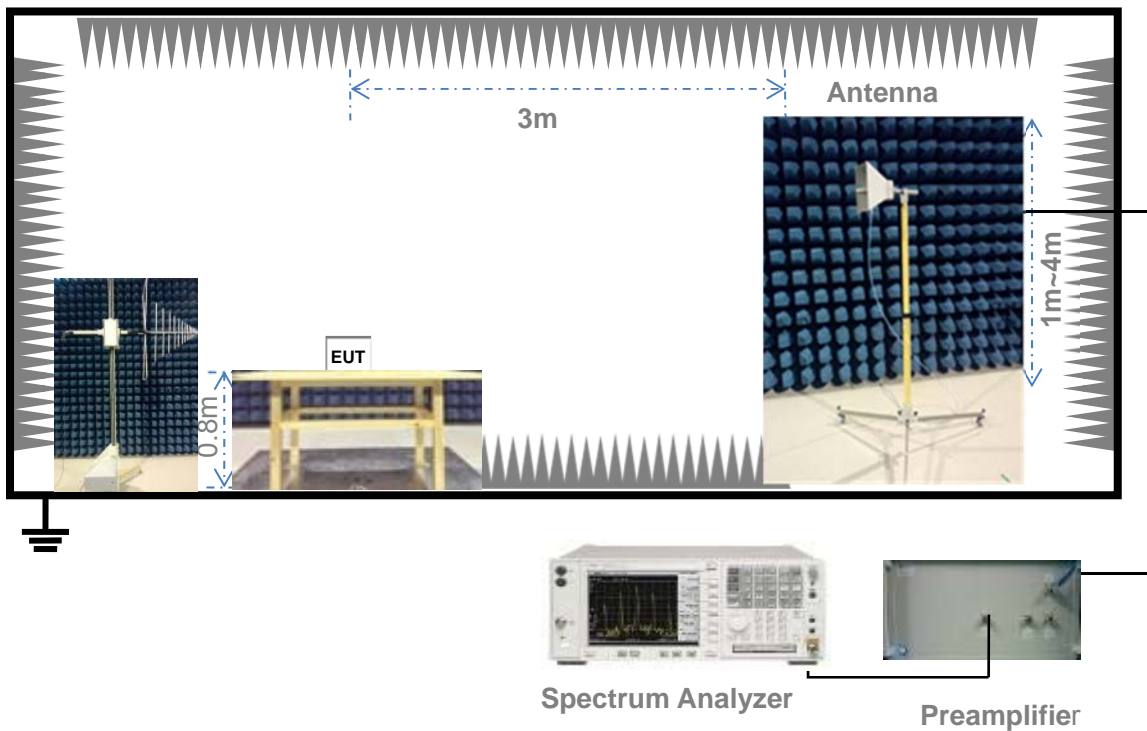 Antenna
3m
1m~4m
EUT
0.8m
Spectrum Analyzer
Preamplifier